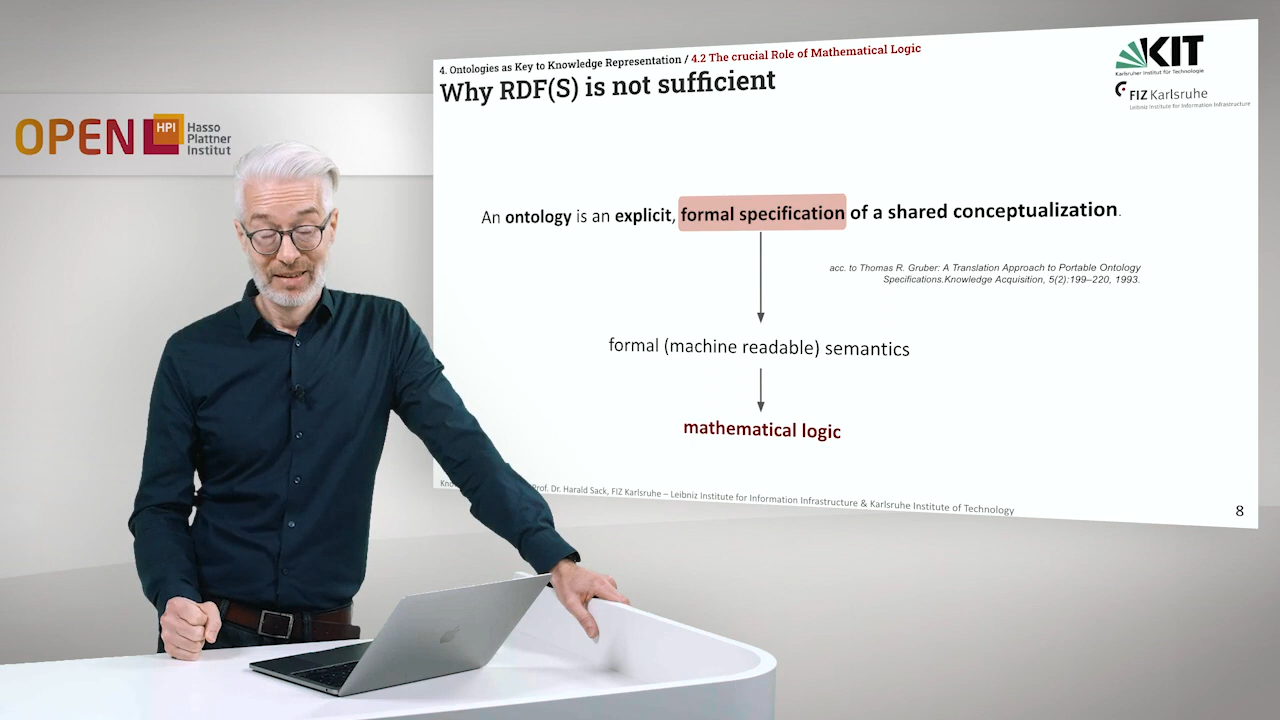 4. Ontologies as Key to Knowledge Representation / 4.2 The crucial Role of Mathematical Logic
Why RDF(S) is not sufficient
KIT
Karlsruher Institut für Technologie
FIZ Karlsruhe
Leibniz Institute for Information Infrastructure
OPEN HPI
Hasso
Plattner
Institut
An ontology is an explicit, formal specification of a shared conceptualization.
acc. to Thomas R. Gruber: A Translation Approach to Portable Ontology
Specifications.Knowledge Acquisition, 5(2):199–220, 1993.
formal (machine readable) semantics
mathematical logic
Prof. Dr. Harald Sack, FIZ Karlsruhe – Leibniz Institute for Information Infrastructure & Karlsruhe Institute of Technology
8